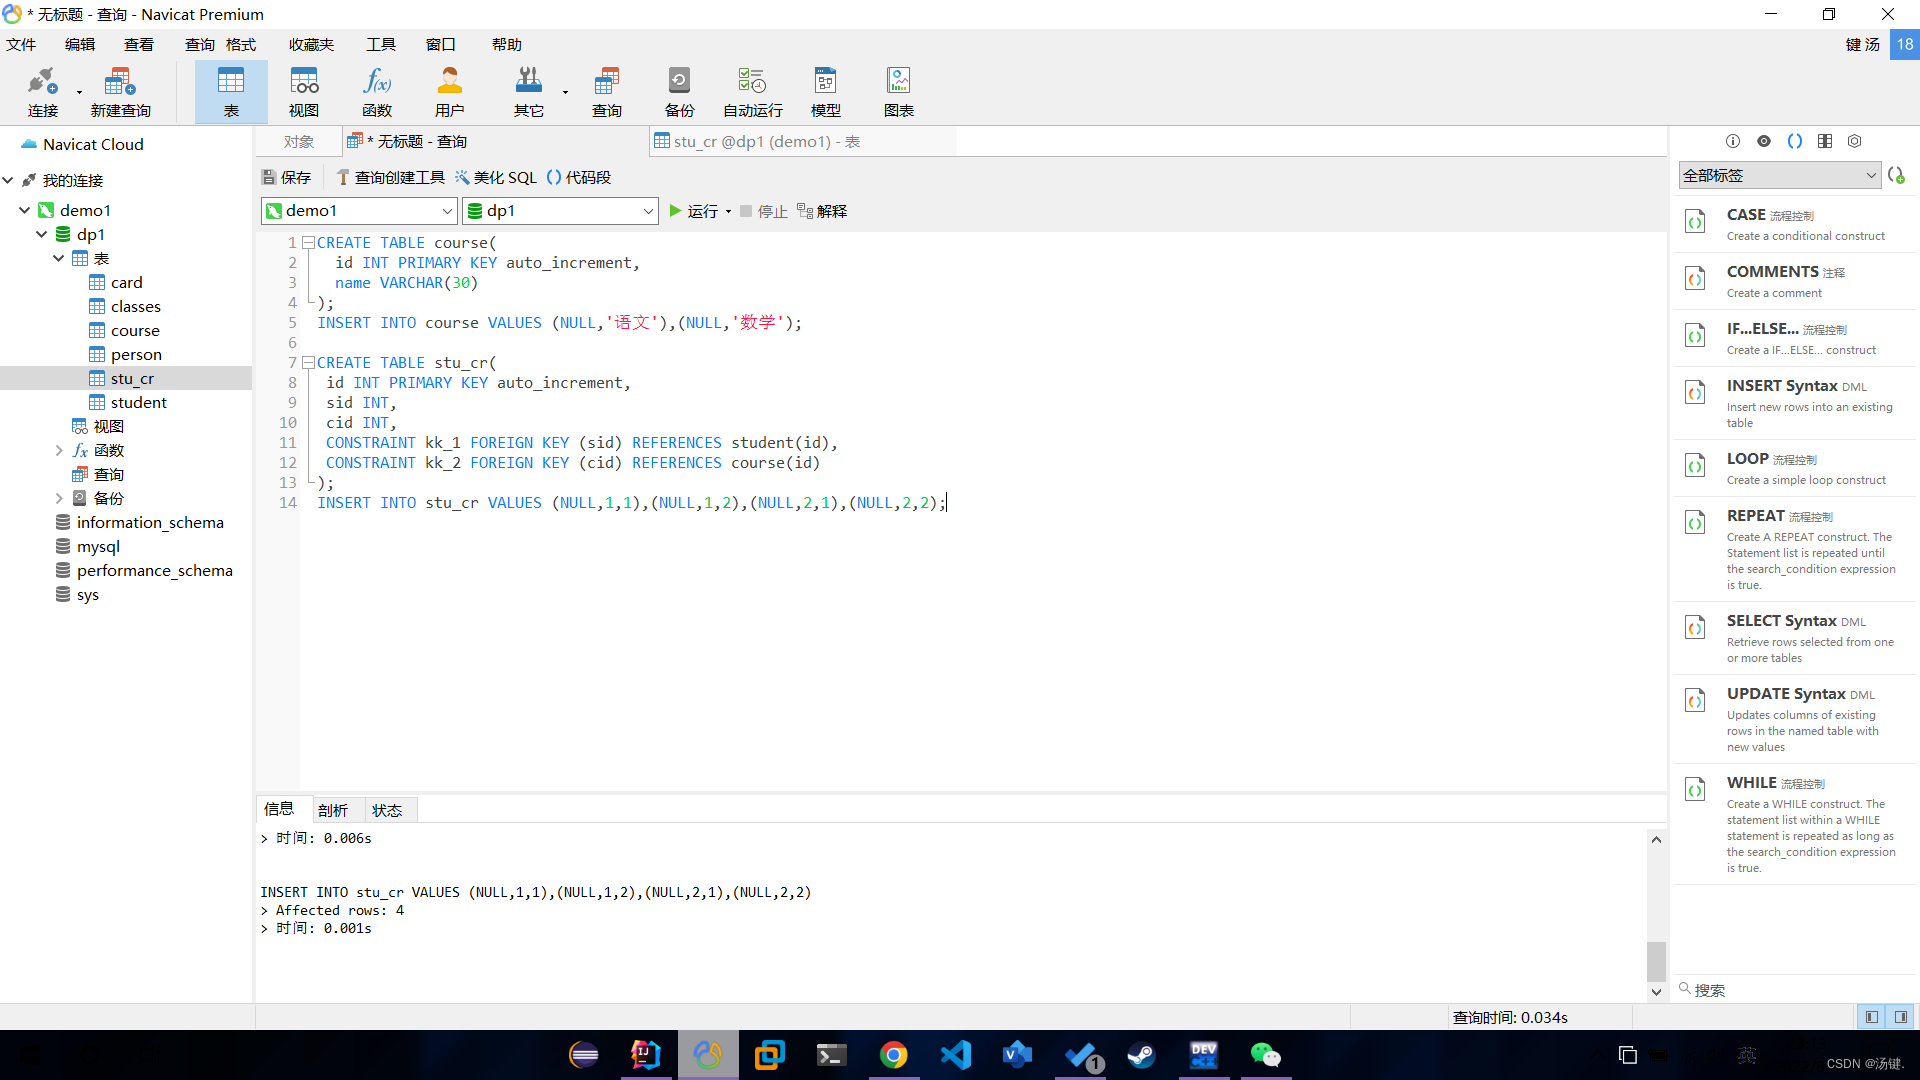 * 无标题 - 查询 - Navicat Premium
文件 编辑 查看 查询 格式 收藏夹 工具 窗口 帮助 键 汤 18
连接 新建查询 表 视图 函数 用户 其它 查询 备份 自动运行 模型 图表
Navicat Cloud
我的连接
demo1
dp1
表
card
classes
course
person
stu_cr
student
视图
函数
查询
备份
information_schema
mysql
performance_schema
sys
对象 * 无标题 - 查询 stu_cr @dp1 (demo1) - 表
保存 查询创建工具 美化 SQL 代码段
demo1 dp1 运行 停止 解释
1 CREATE TABLE course(
2 id INT PRIMARY KEY auto_increment,
3 name VARCHAR(30)
4 );
5 INSERT INTO course VALUES (NULL,'语文'),(NULL,'数学');
6
7 CREATE TABLE stu_cr(
8 id INT PRIMARY KEY auto_increment,
9 sid INT,
10 cid INT,
11 CONSTRAINT kk_1 FOREIGN KEY (sid) REFERENCES student(id),
12 CONSTRAINT kk_2 FOREIGN KEY (cid) REFERENCES course(id)
13 );
14 INSERT INTO stu_cr VALUES (NULL,1,1),(NULL,1,2),(NULL,2,1),(NULL,2,2);
信息 剖析 状态
> 时间: 0.006s
INSERT INTO stu_cr VALUES (NULL,1,1),(NULL,1,2),(NULL,2,1),(NULL,2,2)
> Affected rows: 4
> 时间: 0.001s
全部标签
CASE 流程控制
Create a conditional construct
COMMENTS 注释
Create a comment
IF...ELSE... 流程控制
Create a IF...ELSE... construct
INSERT Syntax DML
Insert new rows into an existing
table
LOOP 流程控制
Create a simple loop construct
REPEAT 流程控制
Create A REPEAT construct. The
Statement list is repeated until
the search_condition expression
is true.
SELECT Syntax DML
Retrieve rows selected from one
or more tables
UPDATE Syntax DML
Updates columns of existing
rows in the named table with
new values
WHILE 流程控制
Create a WHILE construct. The
statement list within a WHILE
statement is repeated as long as
the search_condition expression
is true.
搜索
查询时间: 0.034s
IJ
DEV
C++
1
英
CSDN @汤键.